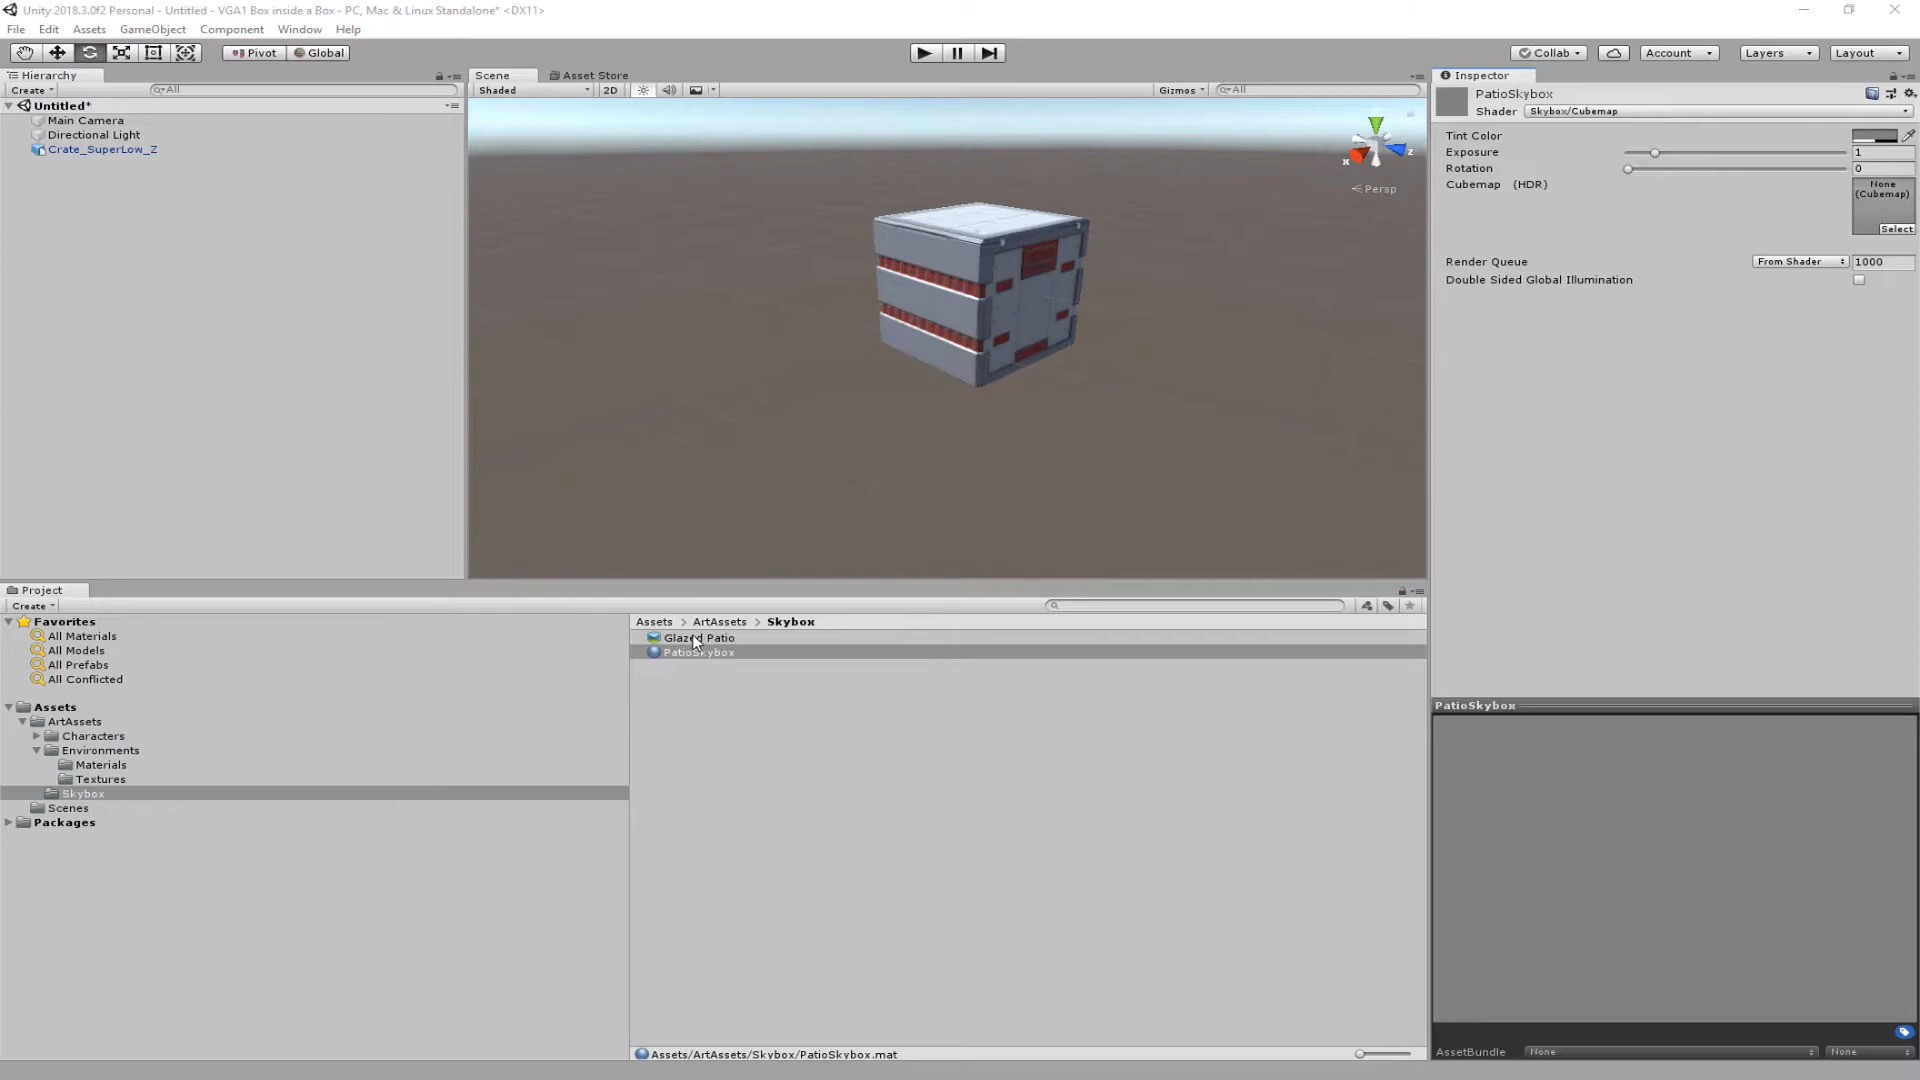 Unity 2018.3.0f2 Personal - Untitled - VGA1 Box inside a Box - PC, Mac & Linux Standalone* <DX11>
File Edit Assets GameObject Component Window Help
Pivot Global Collab Account Layers Layout
Hierarchy
Create All
Untitled*
Main Camera
Directional Light
Crate_SuperLow_Z
Scene Asset Store
Shaded 2D Gizmos All
x z
Persp
Inspector
PatioSkybox
Shader Skybox/Cubemap
Tint Color
Exposure 1
Rotation 0
Cubemap (HDR) None
(Cubemap)
Select
Render Queue From Shader 1000
Double Sided Global Illumination
Project
Create
Favorites
All Materials
All Models
All Prefabs
All Conflicted
Assets
ArtAssets
Characters
Environments
Materials
Textures
Skybox
Scenes
Packages
Assets > ArtAssets > Skybox
Glazed Patio
PatioSkybox
Assets/ArtAssets/Skybox/PatioSkybox.mat
PatioSkybox
AssetBundle None None